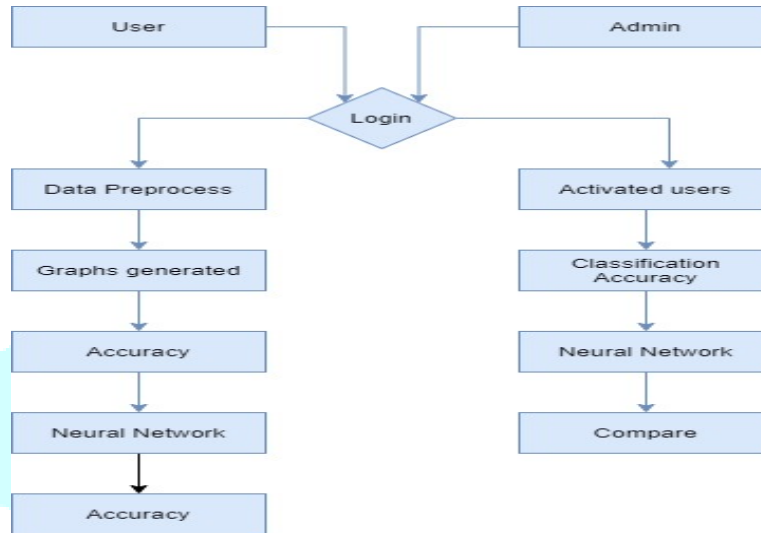 User
Admin
Login
Data Preprocess
Activated users
Graphs generated
Classification
Accuracy
Accuracy
Neural Network
Neural Network
Compare
Accuracy